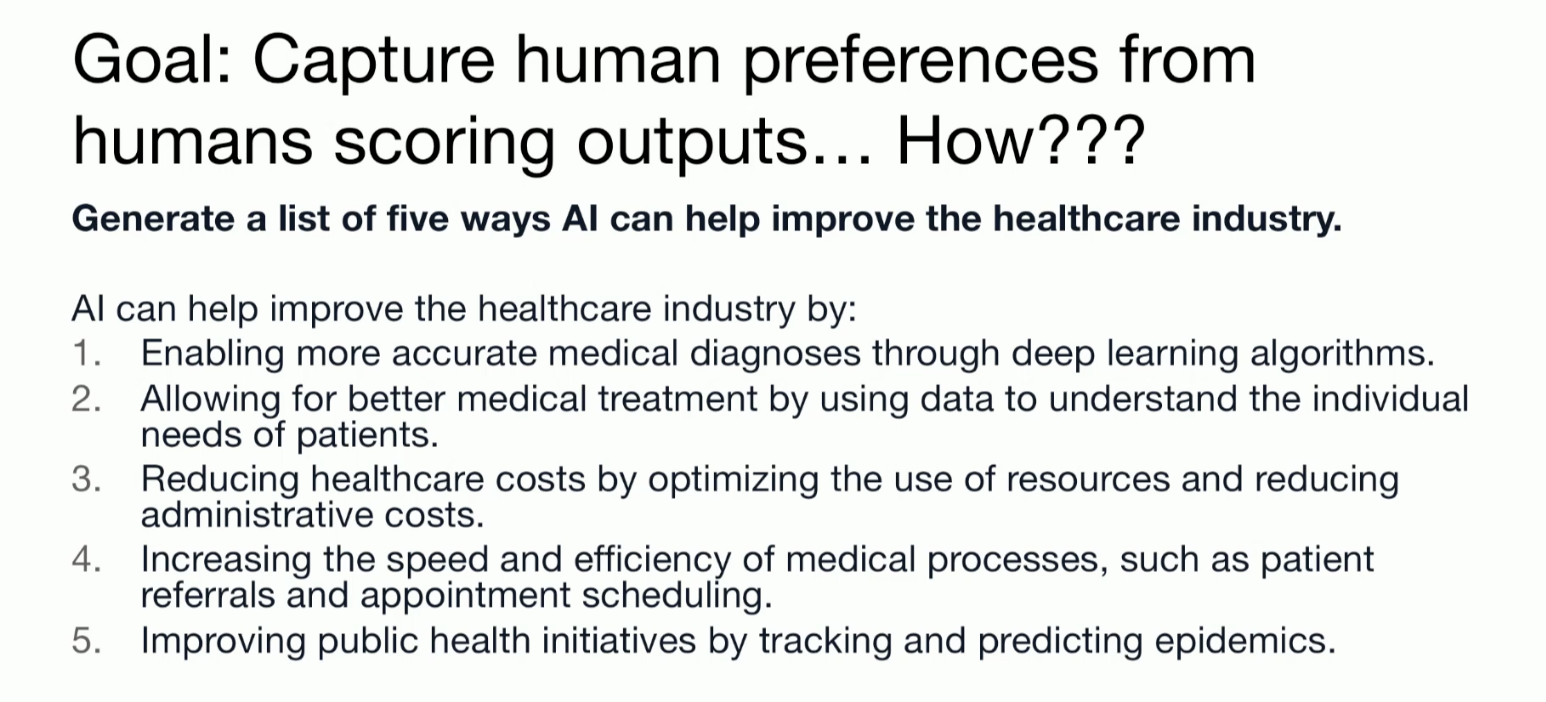 Goal: Capture human preferences from
humans scoring outputs... How???
Generate a list of five ways AI can help improve the healthcare industry.
AI can help improve the healthcare industry by:
1. Enabling more accurate medical diagnoses through deep learning algorithms.
2. Allowing for better medical treatment by using data to understand the individual
needs of patients.
3. Reducing healthcare costs by optimizing the use of resources and reducing
administrative costs.
4. Increasing the speed and efficiency of medical processes, such as patient
referrals and appointment scheduling.
5. Improving public health initiatives by tracking and predicting epidemics.